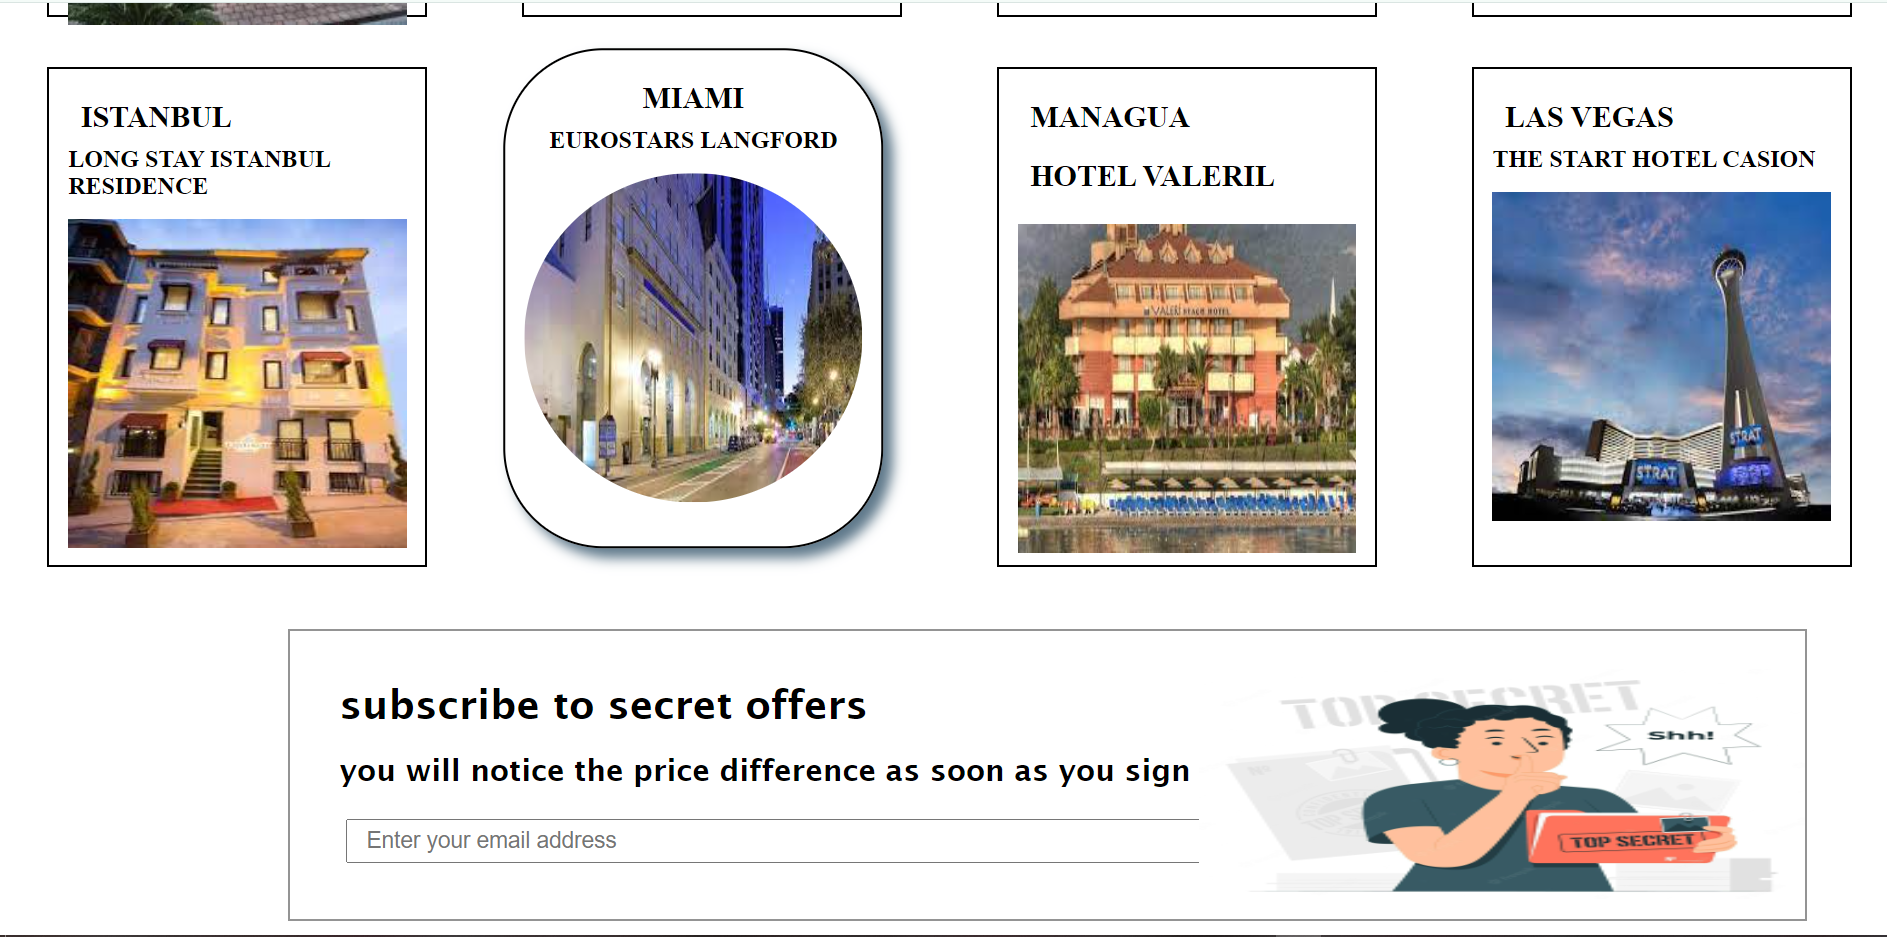 ISTANBUL
LONG STAY ISTANBUL
RESIDENCE
MIAMI
EUROSTARS LANGFORD
MANAGUA
HOTEL VALERIL
VALERI BEACH HOTEL
LAS VEGAS
THE START HOTEL CASION
STRAT
STRAT
subscribe to secret offers
you will notice the price difference as soon as you sign
Enter your email address
TOP SECRET
Shh!
Nº
TOP SECRET